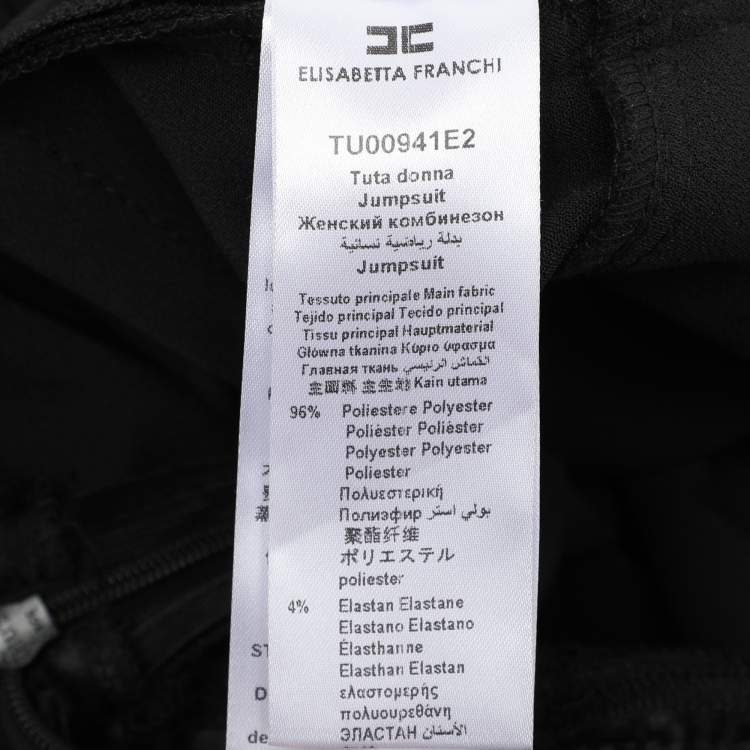 ELISABETTA FRANCHI
TU00941E2
Tuta donna
Jumpsuit
Женский комбинезон
بدلة رياضية نسائية
Jumpsuit
Tessuto principale Main fabric
Tejido principal Tecido principal
Tissu principal Hauptmaterial
Główna tkanina Κύριο ύφασμα
Главная ткань القماش الرئيسي
Kain utama
96% Poliestere Polyester
Poliéster Poliéster
Polyester Polyester
Poliester
Πολυεστερική
Полиэфир بولي استر
聚酯纤维
ポリエステル
poliester
4% Elastan Elastane
Elastano Elastano
Élasthanne
Elasthan Elastan
ελαστομερής
πολυουρεθάνη
ЭЛАСТАН الأستان
ST
D
de